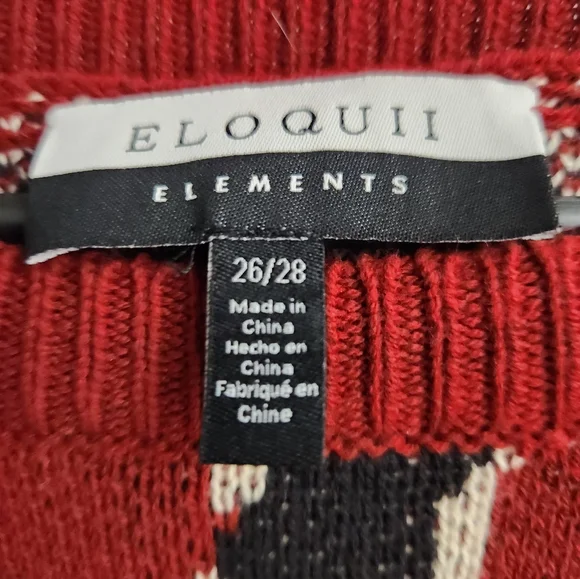 ELOQUII
ELEMENTS
26/28
Made in
China
Hecho en
China
Fabriqué en
Chine